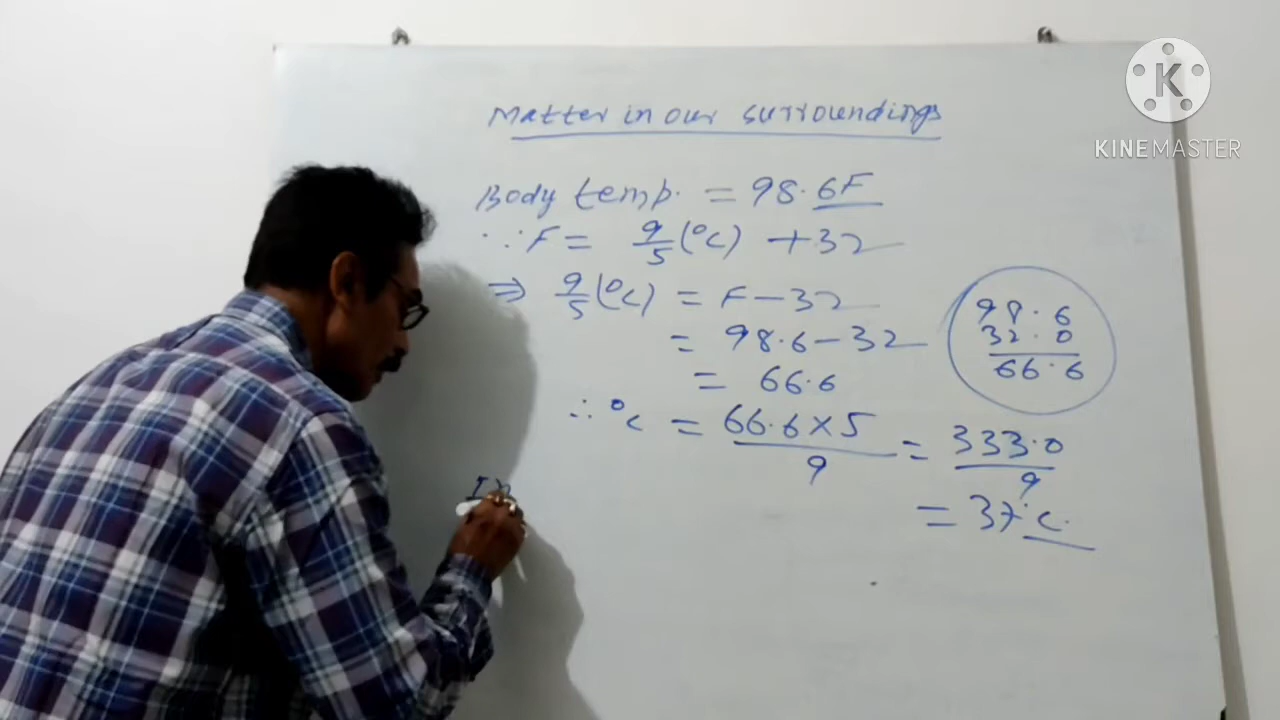 Matter in our surroundings
Body temp. = 98.6F
∵ F = 9/5 (°C) + 32
⇒ 9/5 (°C) = F - 32
= 98.6 - 32
= 66.6
∴ °C = 66.6 × 5 / 9 = 333.0 / 9
= 37°C.
98.6
32.0
66.6
K
KINEMASTER